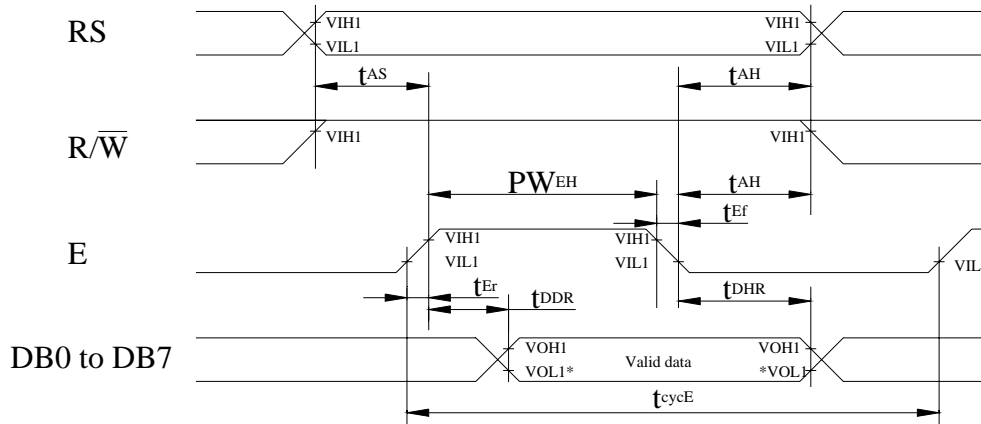 RS VIH1 VIH1
VIL1 VIL1
tAS tAH
R/W̅ VIH1 VIH1
PWEH tAH
tEf
E VIH1 VIH1
VIL1 VIL1 VIL
tEr tDDR tDHR
DB0 to DB7 VOH1 Valid data VOH1
VOL1* *VOL1
tcycE